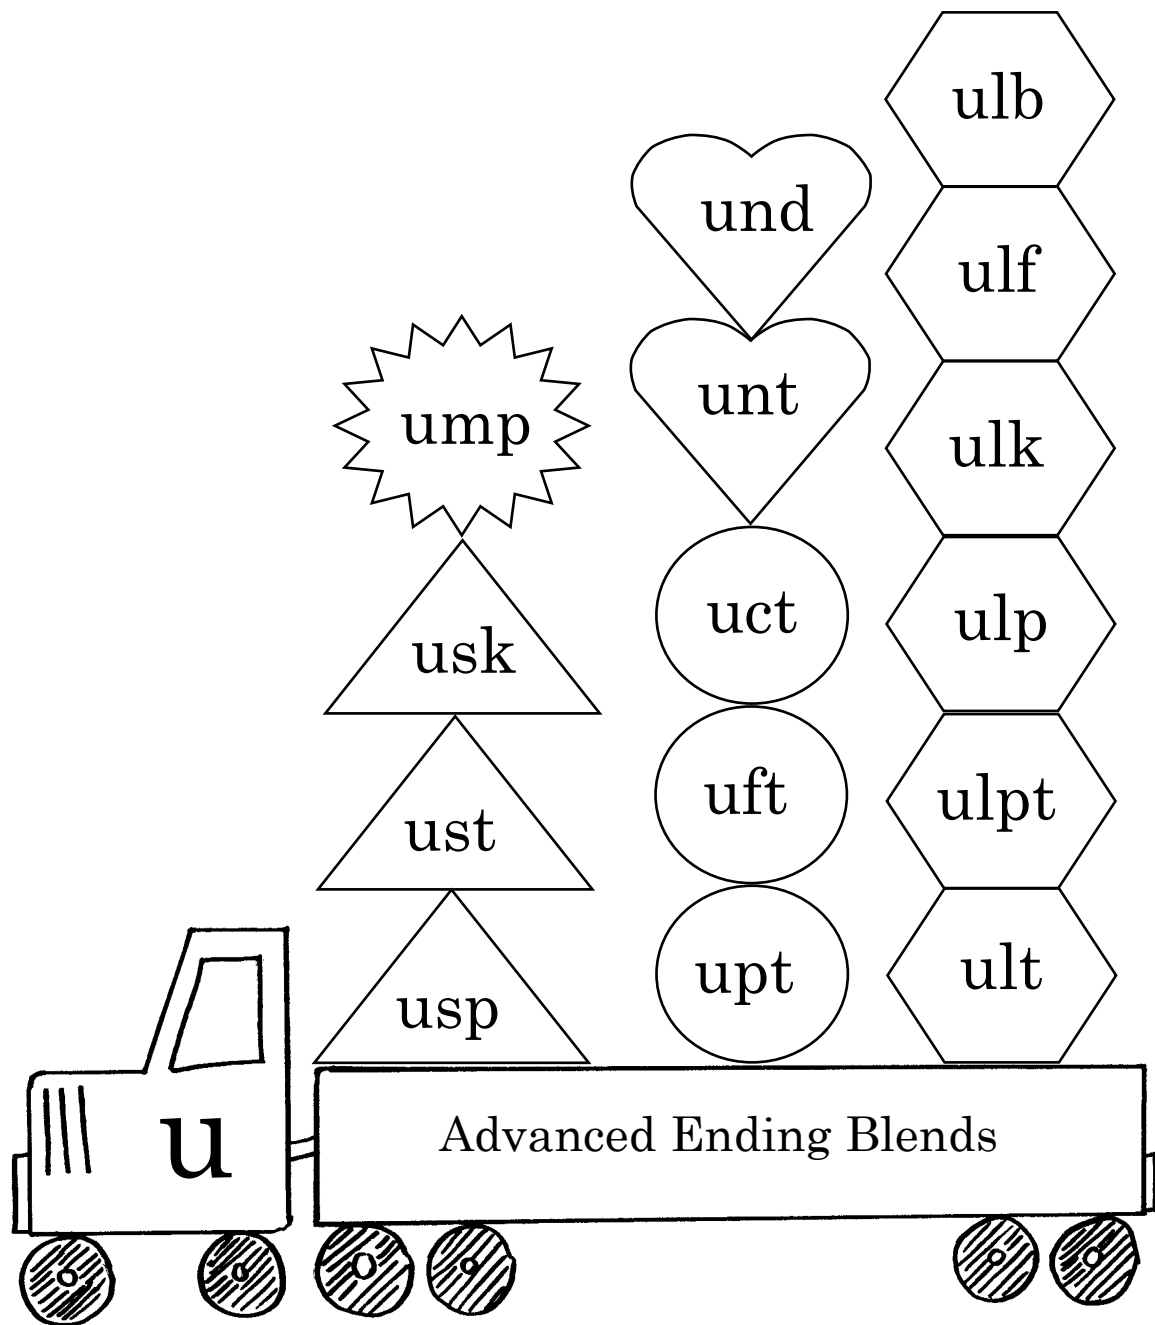 ump
usk
ust
usp
und
unt
uct
uft
upt
ulb
ulf
ulk
ulp
ulpt
ult
u
Advanced Ending Blends